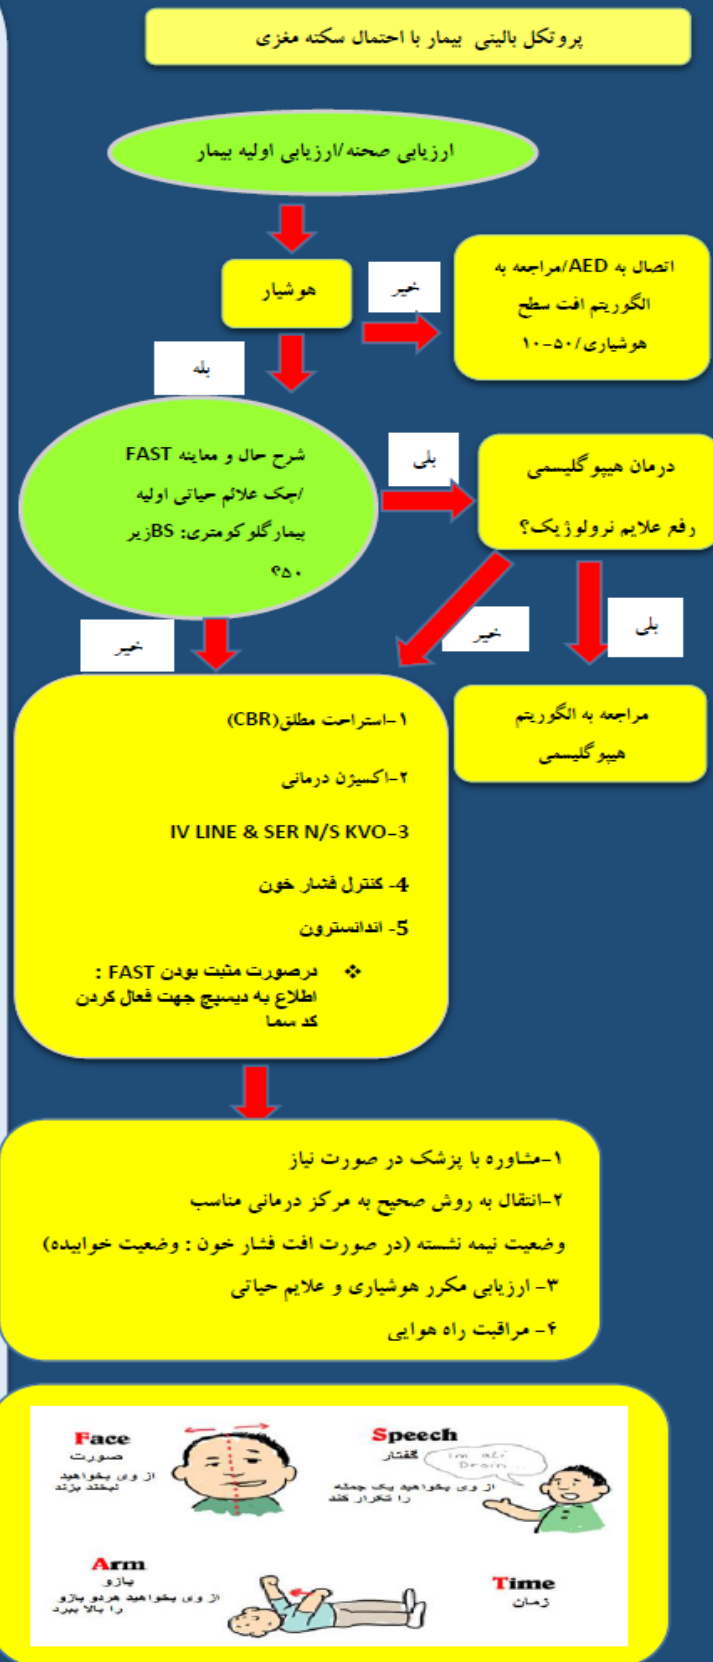 پروتکل بالینی بیمار با احتمال سکته مغزی
ارزیابی صحنه/ارزیابی اولیه بیمار
هوشیار
خیر
اتصال به AED/مراجعه به
الگوریتم افت سطح
هوشیاری/۵۰-۱۰
بله
شرح حال و معاینه FAST
/چک علائم حیاتی اولیه
بیمارگلوکومتری: BSزیر
۵۰؟
بلی
درمان هیپوگلیسمی
رفع علایم نرولوژیک؟
خیر
خیر
بلی
مراجعه به الگوریتم
هیپوگلیسمی
۱-استراحت مطلق(CBR)
۲-اکسیژن درمانی
IV LINE & SER N/S KVO-3
4- کنترل فشار خون
5- اندانسترون
❖ درصورت مثبت بودن FAST :
اطلاع به دیسپچ جهت فعال کردن
کد سما
۱-مشاوره با پزشک در صورت نیاز
۲-انتقال به روش صحیح به مرکز درمانی مناسب
وضعیت نیمه نشسته (در صورت افت فشار خون : وضعیت خوابیده)
۳- ارزیابی مکرر هوشیاری و علایم حیاتی
۴- مراقبت راه هوایی
Face
صورت
از وی بخواهید
لبخند بزند
Speech
گفتار
im ali
از وی بخواهید یک جمله
را تکرار کند
Arm
بازو
از وی بخواهید هردو بازو
را بالا ببرد
Time
زمان